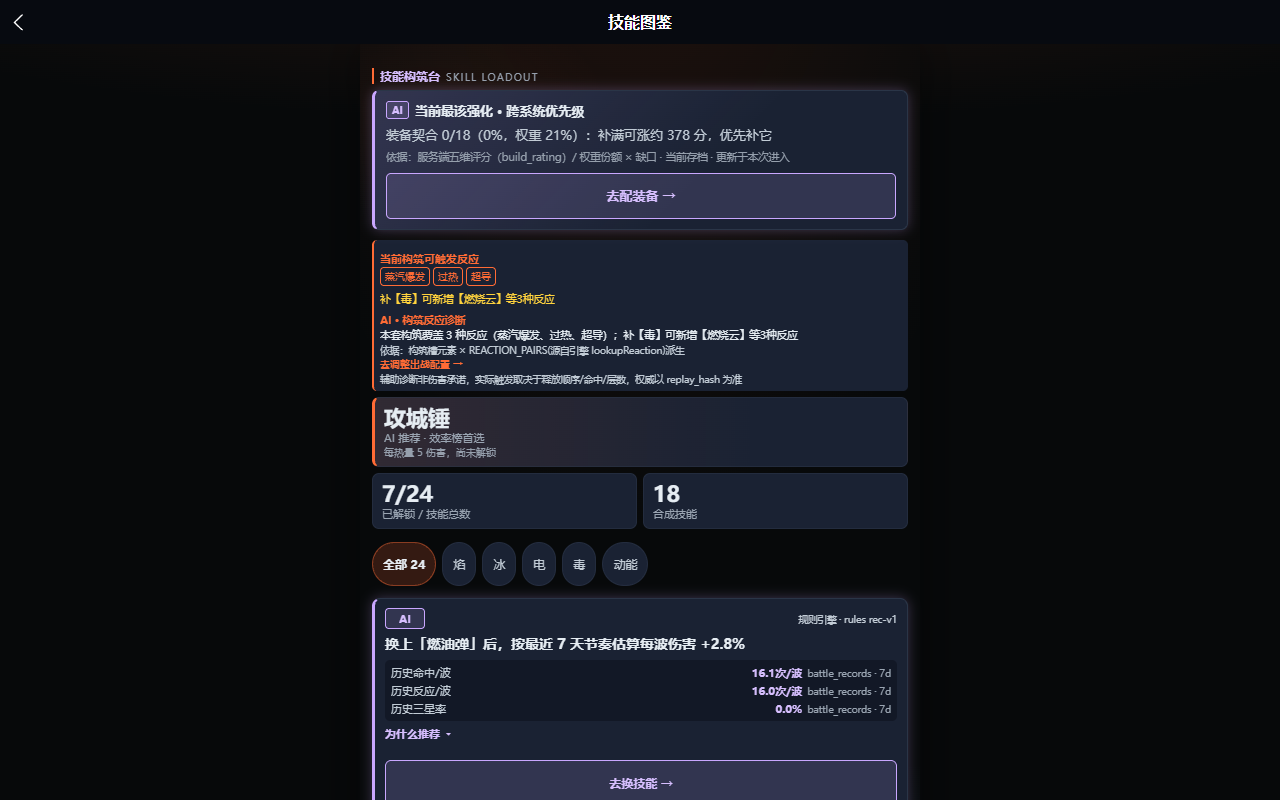 技能图鉴
技能构筑台 SKILL LOADOUT
AI 当前最该强化 • 跨系统优先级
装备契合 0/18（0%，权重 21%）：补满可涨约 378 分，优先补它
依据：服务端五维评分（build_rating）/ 权重份额 × 缺口 · 当前存档 · 更新于本次进入
去配装备 →
当前构筑可触发反应
蒸汽爆发 过热 超导
补【毒】可新增【燃烧云】等3种反应
AI • 构筑反应诊断
本套构筑覆盖 3 种反应（蒸汽爆发、过热、超导）；补【毒】可新增【燃烧云】等3种反应
依据：构筑槽元素 × REACTION_PAIRS(源自引擎 lookupReaction)派生
去调整出战配置 →
辅助诊断非伤害承诺，实际触发取决于释放顺序/命中/层数，权威以 replay_hash 为准
攻城锤
AI 推荐 · 效率榜首选
每热量 5 伤害，尚未解锁
7/24
已解锁 / 技能总数
18
合成技能
全部 24 焰 冰 电 毒 动能
AI 规则引擎 · rules rec-v1
换上「燃油弹」后，按最近 7 天节奏估算每波伤害 +2.8%
历史命中/波 16.1次/波 battle_records · 7d
历史反应/波 16.0次/波 battle_records · 7d
历史三星率 0.0% battle_records · 7d
为什么推荐
去换技能 →